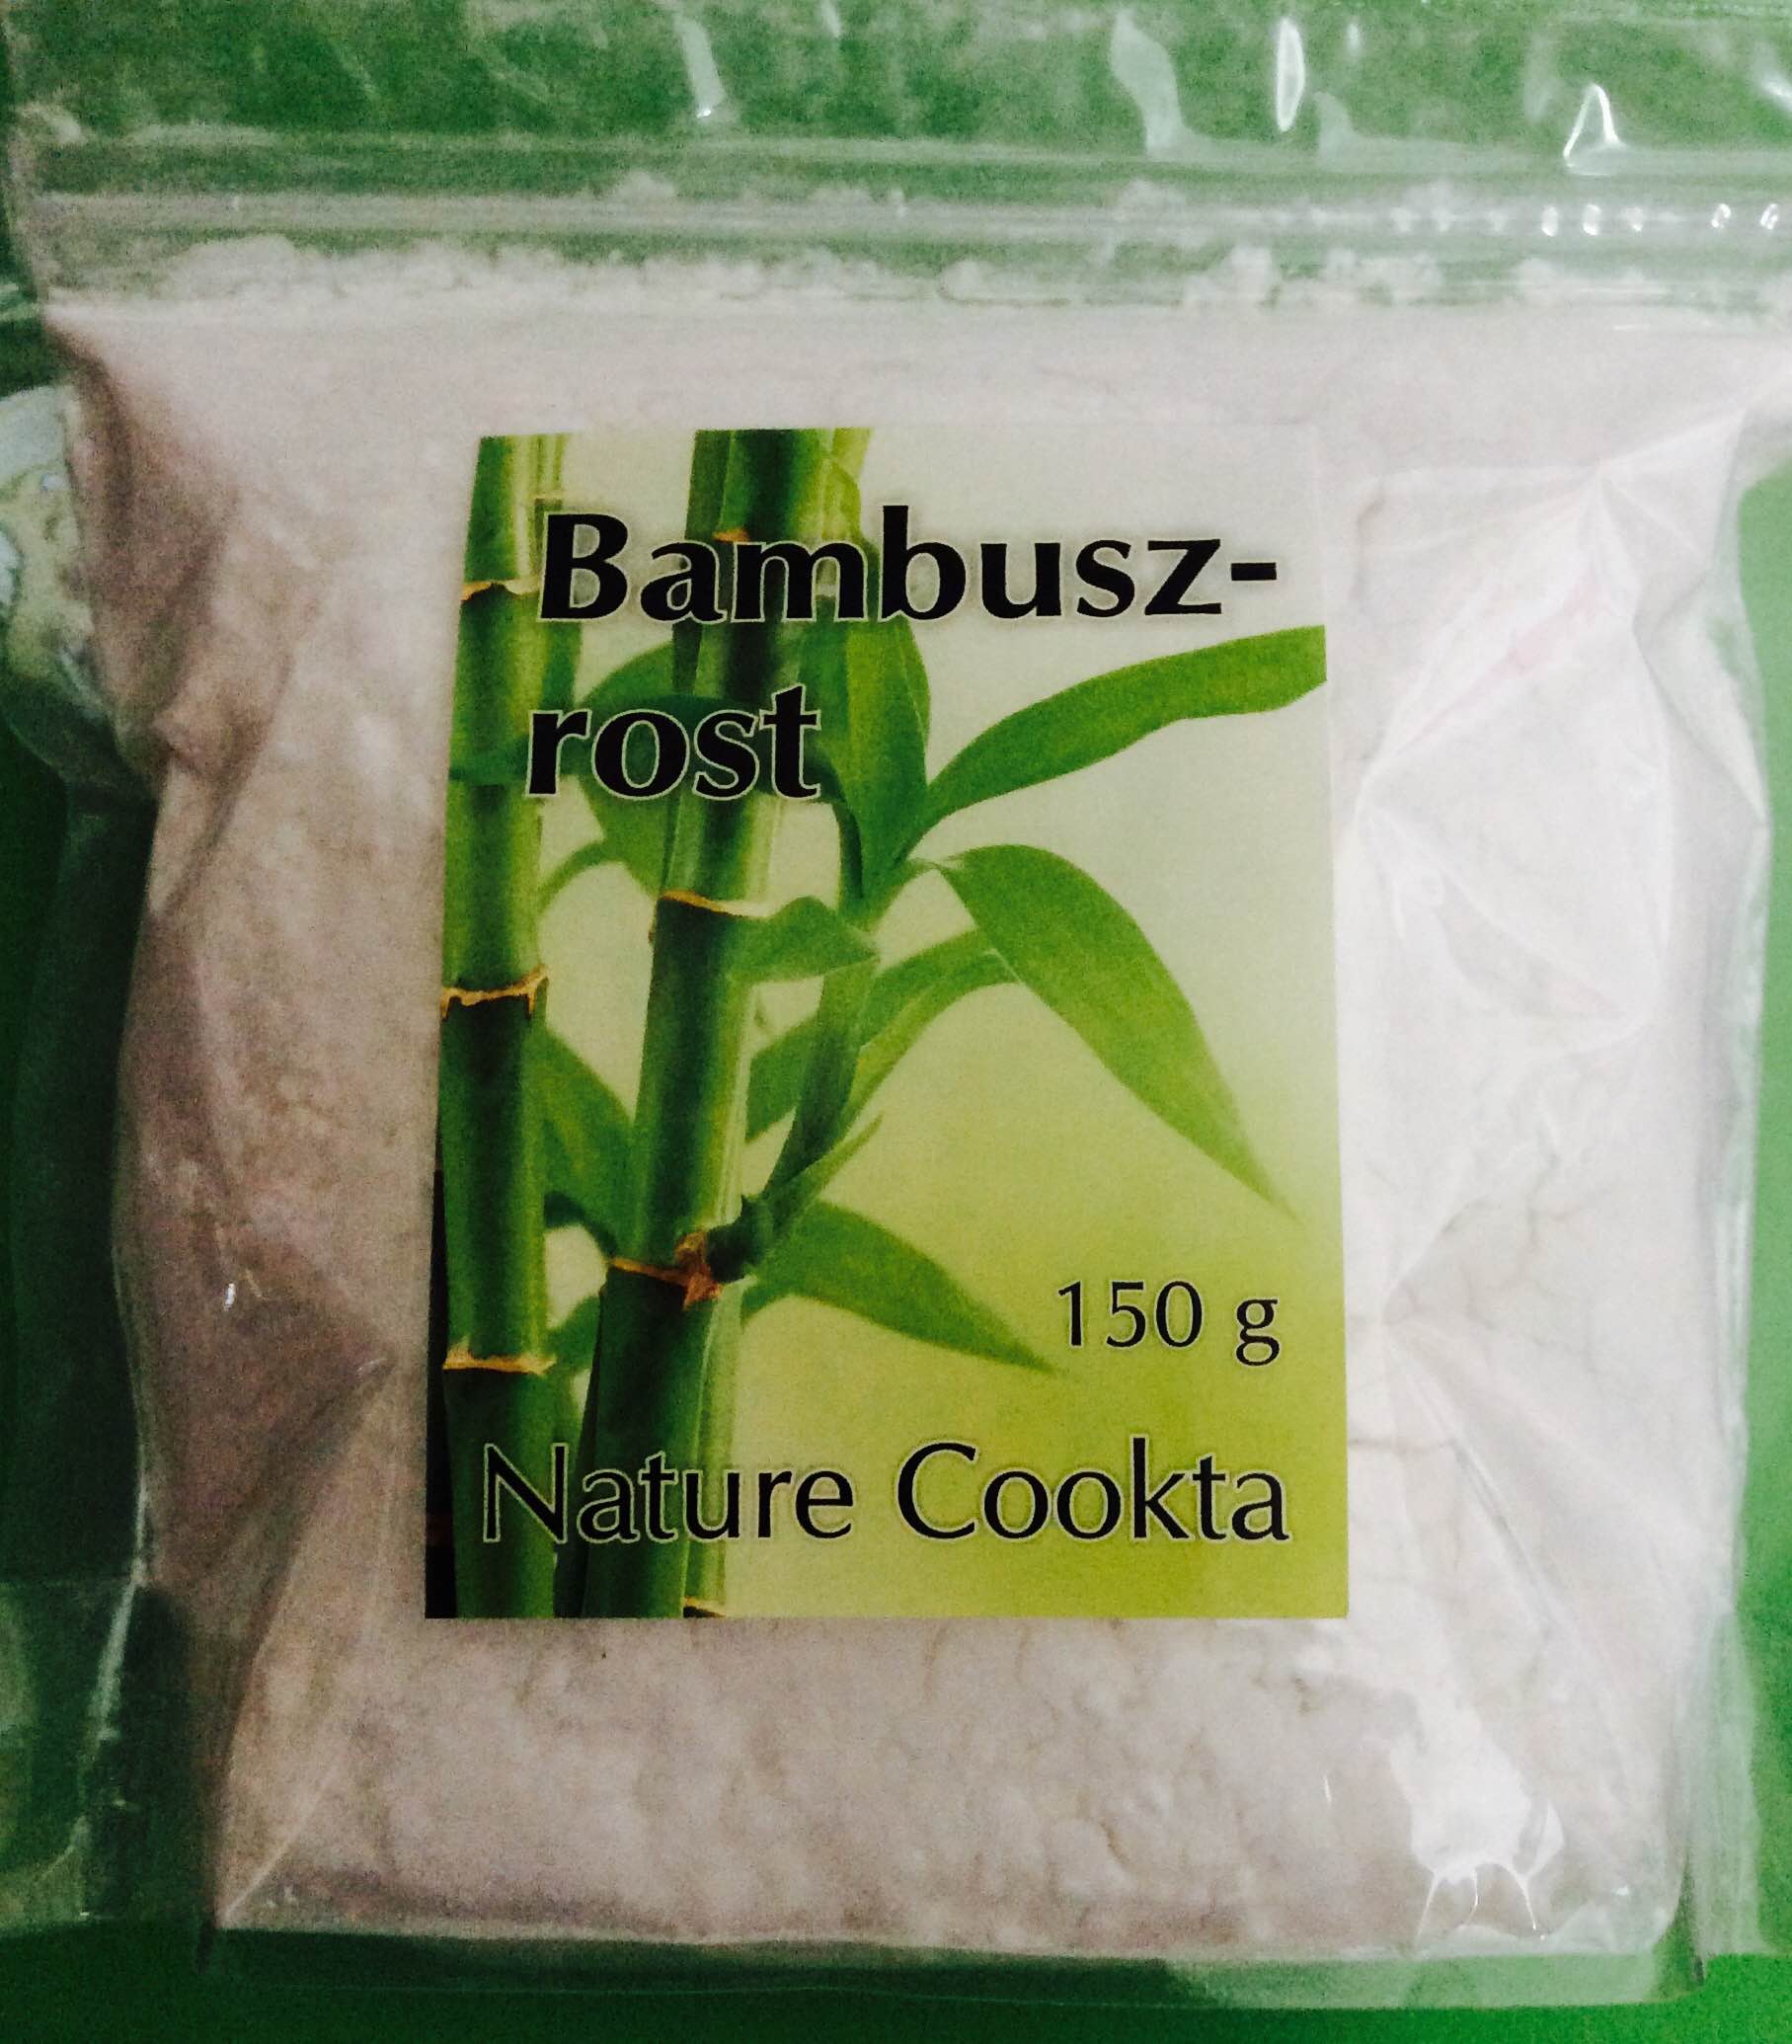 Bambusz-
rost
150 g
Nature Cookta